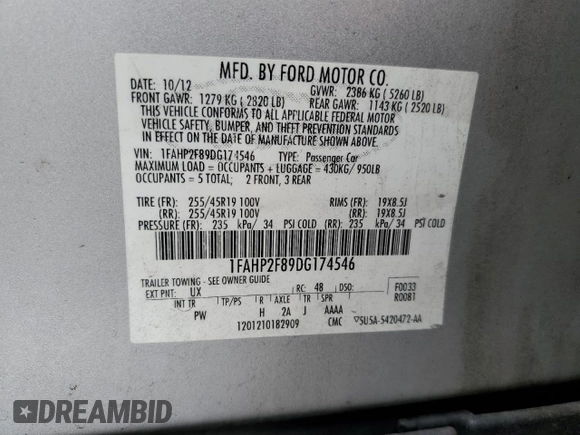 MFD. BY FORD MOTOR CO.
DATE: 10/12 GVWR: 2386 KG ( 5260 LB)
FRONT GAWR: 1279 KG ( 2820 LB) REAR GAWR: 1143 KG ( 2520 LB)
THIS VEHICLE CONFORMS TO ALL APPLICABLE FEDERAL MOTOR
VEHICLE SAFETY, BUMPER, AND THEFT PREVENTION STANDARDS
IN EFFECT ON THE DATE OF MANUFACTURE SHOWN ABOVE.
VIN: 1FAHP2F89DG174546 TYPE: Passenger Car
MAXIMUM LOAD = OCCUPANTS + LUGGAGE = 430KG/ 950LB
OCCUPANTS = 5 TOTAL; 2 FRONT, 3 REAR
TIRE (FR): 255/45R19 100V RIMS (FR): 19X8.5J
TIRE (RR): 255/45R19 100V RIMS (RR): 19X8.5J
PRESSURE (FR): 235 kPa/ 34 PSI COLD (RR): 235 kPa/ 34 PSI COLD
1FAHP2F89DG174546
TRAILER TOWING - SEE OWNER GUIDE
EXT PNT: UX RC: 48 DSO: F0033
INT TR TP/PS R AXLE TR SPR R0081
PW H 2A J AAAA
1201210182909 CMC 5U5A-5420472-AA
DREAMBID